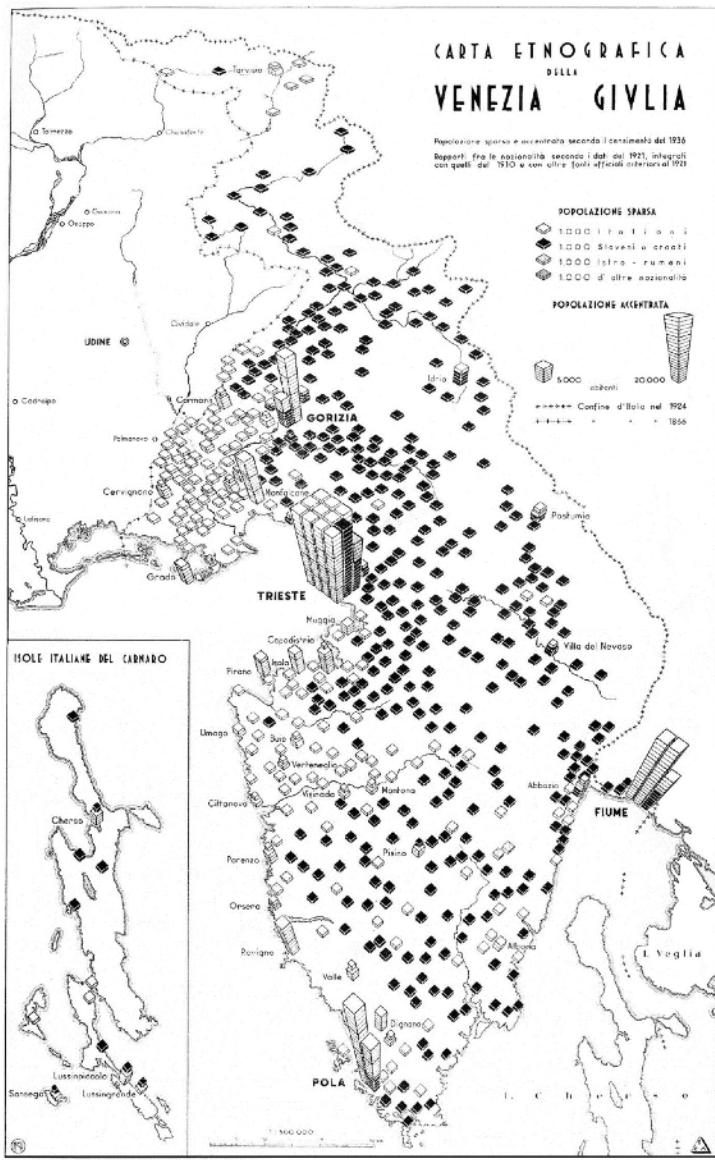 CARTA ETNOGRAFICA
DELLA
VENEZIA GIVLIA
Popolazione sparsa e accentrata secondo il censimento del 1936
Rapporti fra le nazionalità secondo i dati del 1921, integrati
con quelli del 1910 e con altre fonti ufficiali anteriori al 1921
POPOLAZIONE SPARSA
1.000 Italiani
1.000 Sloveni o croati
1.000 Istro - rumeni
1.000 d' altre nazionalità
POPOLAZIONE ACCENTRATA
5.000
20.000
abitanti
Confine d'Italia nel 1924
" " " 1866
Tarvisio
Tolmezzo
Chiusaforte
Gemona
Osoppo
Cividale
UDINE
Idria
Codroipo
Cormons
GORIZIA
Palmanova
Cervignano
Monfalcone
Latisana
Postumia
Grado
TRIESTE
Muggia
Capodistria
Isola
Pirano
Villa del Nevoso
ISOLE ITALIANE DEL CARNARO
Umago
Buie
Verteneglio
Visinada
Montona
Cittanova
Abbazia
FIUME
Cherso
Parenzo
Pisino
Orsera
Rovigno
Albona
Valle
I. Veglia
Dignano
POLA
Lussinpiccolo
Lussingrande
Sansego
I. Cherso
1:500.000